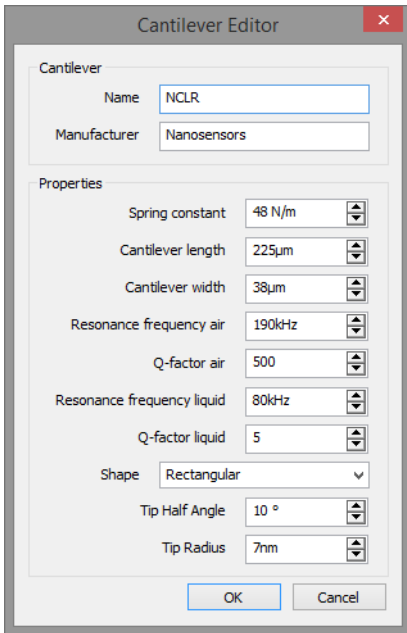 Cantilever Editor
Cantilever
Name NCLR
Manufacturer Nanosensors
Properties
Spring constant 48 N/m
Cantilever length 225µm
Cantilever width 38µm
Resonance frequency air 190kHz
Q-factor air 500
Resonance frequency liquid 80kHz
Q-factor liquid 5
Shape Rectangular
Tip Half Angle 10 °
Tip Radius 7nm
OK Cancel